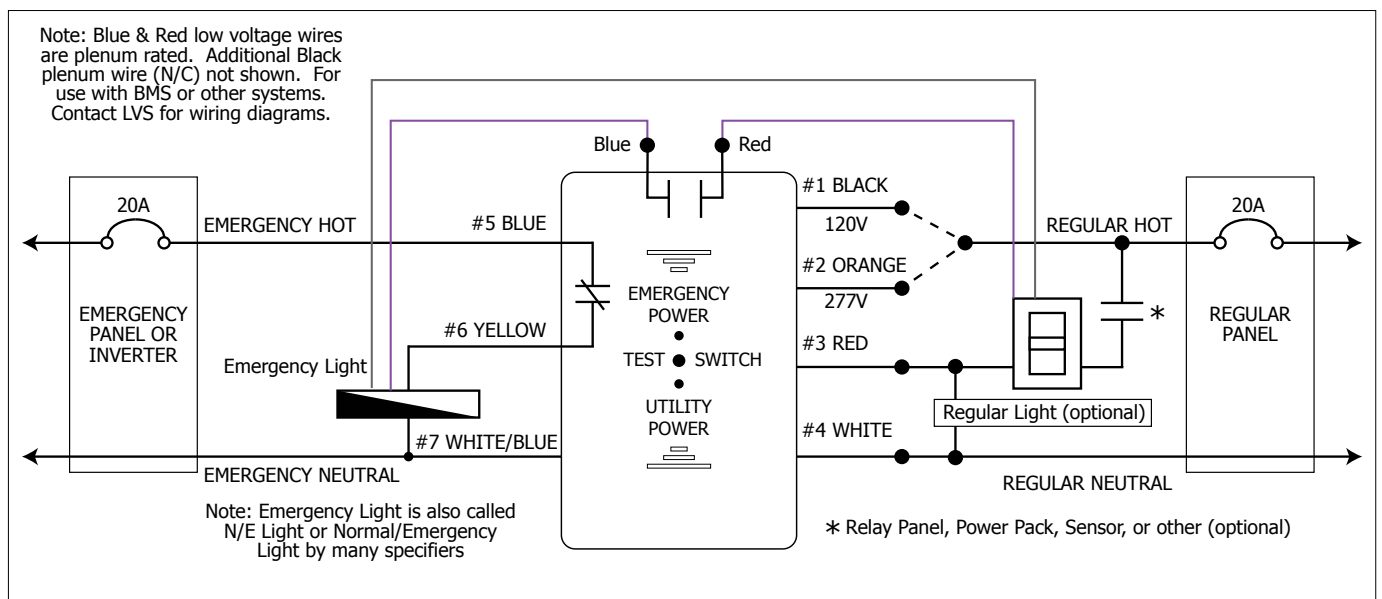 Note: Blue & Red low voltage wires
are plenum rated.  Additional Black
plenum wire (N/C) not shown.  For
use with BMS or other systems.
Contact LVS for wiring diagrams.
Blue
Red
20A
EMERGENCY HOT
#5 BLUE
#1 BLACK
120V
REGULAR HOT
20A
#2 ORANGE
277V
EMERGENCY
PANEL OR
INVERTER
#6 YELLOW
EMERGENCY
POWER
TEST
SWITCH
UTILITY
POWER
#3 RED
*
REGULAR
PANEL
Emergency Light
Regular Light (optional)
#7 WHITE/BLUE
#4 WHITE
EMERGENCY NEUTRAL
REGULAR NEUTRAL
Note: Emergency Light is also called
N/E Light or Normal/Emergency
Light by many specifiers
* Relay Panel, Power Pack, Sensor, or other (optional)